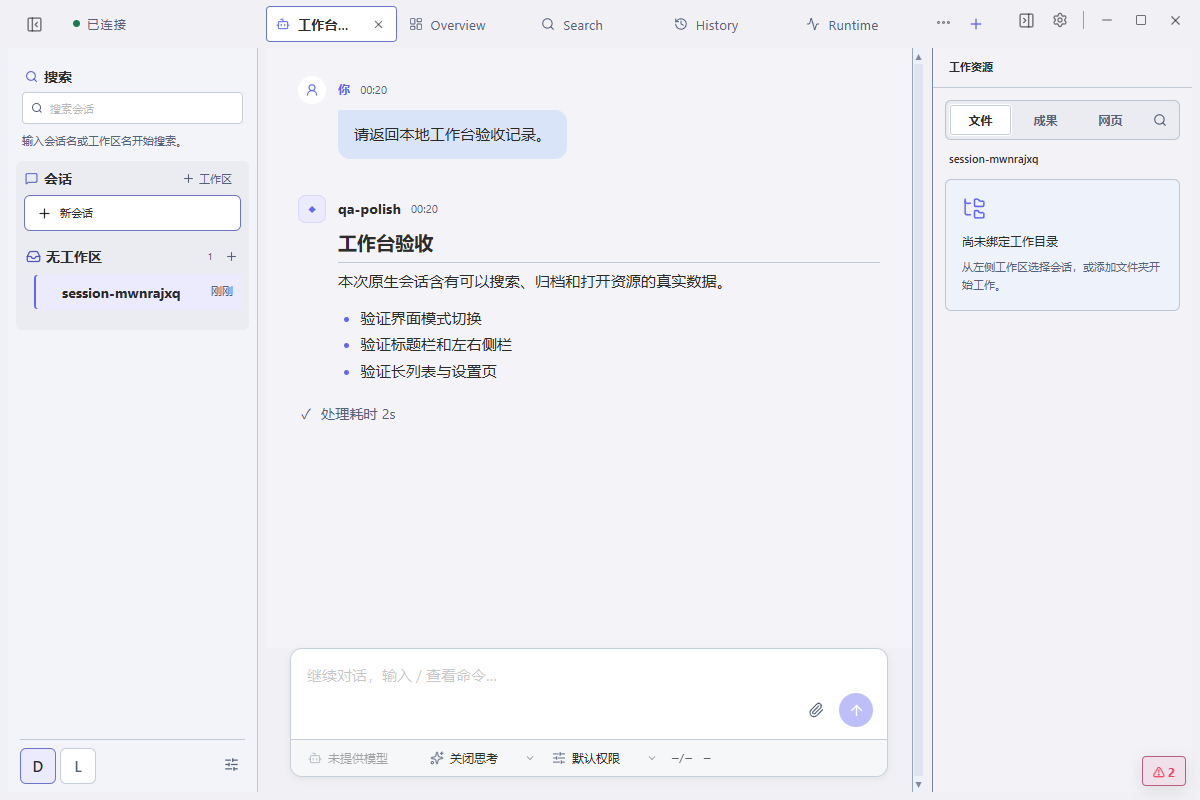 已连接
工作台...
Overview
Search
History
Runtime
搜索
搜索会话
输入会话名或工作区名开始搜索。
会话
工作区
新会话
无工作区
1
session-mwnrajxq
刚刚
D
L
你 00:20
请返回本地工作台验收记录。
qa-polish 00:20
工作台验收
本次原生会话含有可以搜索、归档和打开资源的真实数据。
验证界面模式切换
验证标题栏和左右侧栏
验证长列表与设置页
处理耗时 2s
继续对话，输入 / 查看命令...
未提供模型
关闭思考
默认权限
–/– –
工作资源
文件
成果
网页
session-mwnrajxq
尚未绑定工作目录
从左侧工作区选择会话，或添加文件夹开
始工作。
2